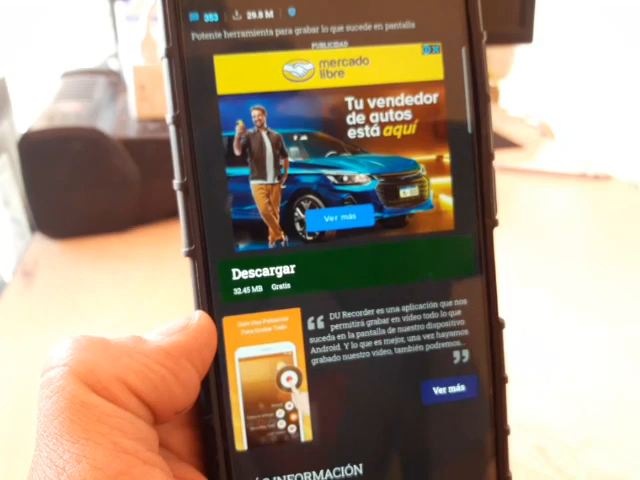 353 29.8 M
Potente herramienta para grabar lo que sucede en pantalla
PUBLICIDAD
mercado
libre
Tu vendedor
de autos
está aquí
Ver más
Descargar
32.45 MB Gratis
DU Recorder es una aplicación que nos
permitirá grabar en vídeo todo lo que
suceda en la pantalla de nuestro dispositivo
Android. Y lo que es mejor, una vez hayamos
grabado nuestro vídeo, también podremos...
Ver más
INFORMACIÓN